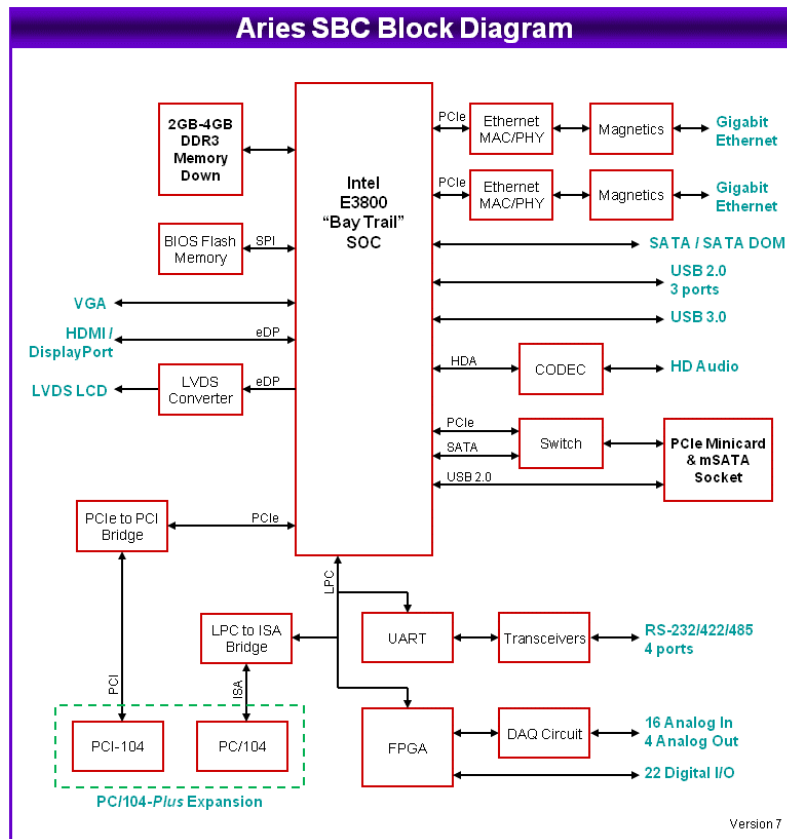 Aries SBC Block Diagram
2GB-4GB
DDR3
Memory
Down
Intel
E3800
“Bay Trail”
SOC
PCIe
Ethernet
MAC/PHY
Magnetics
Gigabit
Ethernet
PCIe
Ethernet
MAC/PHY
Magnetics
Gigabit
Ethernet
BIOS Flash
Memory
SPI
SATA / SATA DOM
USB 2.0
3 ports
VGA
USB 3.0
HDMI /
DisplayPort
eDP
LVDS LCD
LVDS
Converter
eDP
HDA
CODEC
HD Audio
PCIe
SATA
Switch
PCIe Minicard
& mSATA
Socket
USB 2.0
PCIe to PCI
Bridge
PCIe
LPC
LPC to ISA
Bridge
UART
Transceivers
RS-232/422/485
4 ports
PCI
ISA
PCI-104
PC/104
FPGA
DAQ Circuit
16 Analog In
4 Analog Out
22 Digital I/O
PC/104-Plus Expansion
Version 7